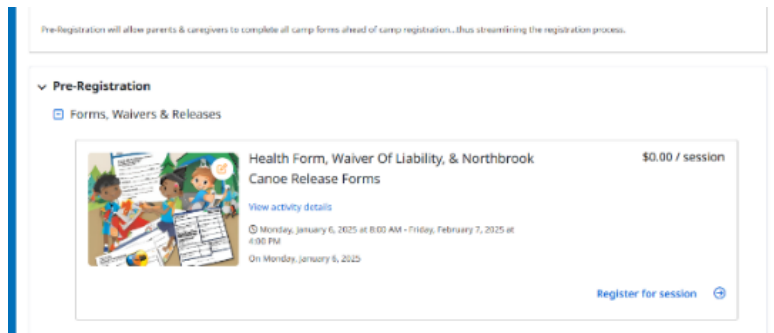 Pre-Registration will allow parents & caregivers to complete all camp forms ahead of camp registration...thus streamlining the registration process.
Pre-Registration
Forms, Waivers & Releases
Health Form, Waiver Of Liability, & Northbrook
Canoe Release Forms
$0.00 / session
View activity details
Monday, January 6, 2025 at 8:00 AM - Friday, February 7, 2025 at
4:00 PM
On Monday, January 6, 2025
Register for session